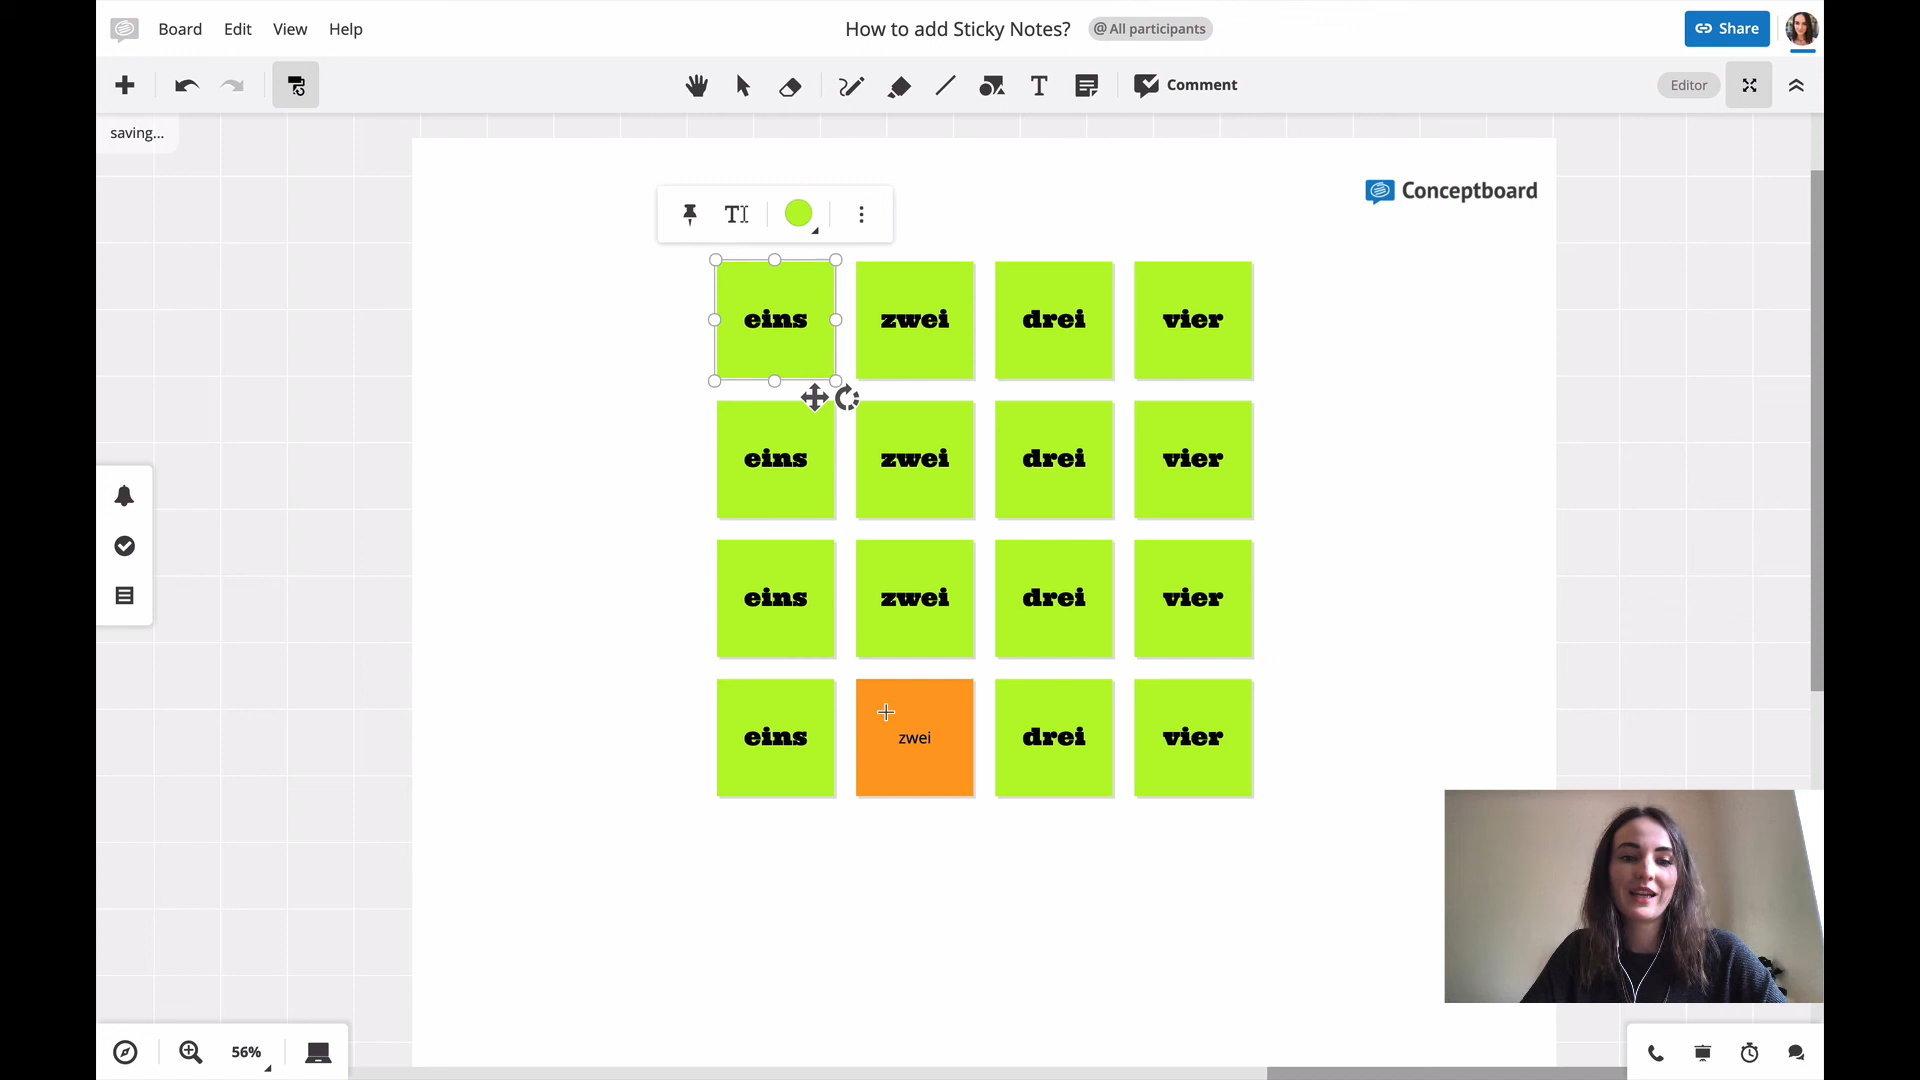 Board Edit View Help
How to add Sticky Notes?
@ All participants
Share
Comment
Editor
saving...
Conceptboard
eins zwei drei vier
eins zwei drei vier
eins zwei drei vier
eins zwei drei vier
56%